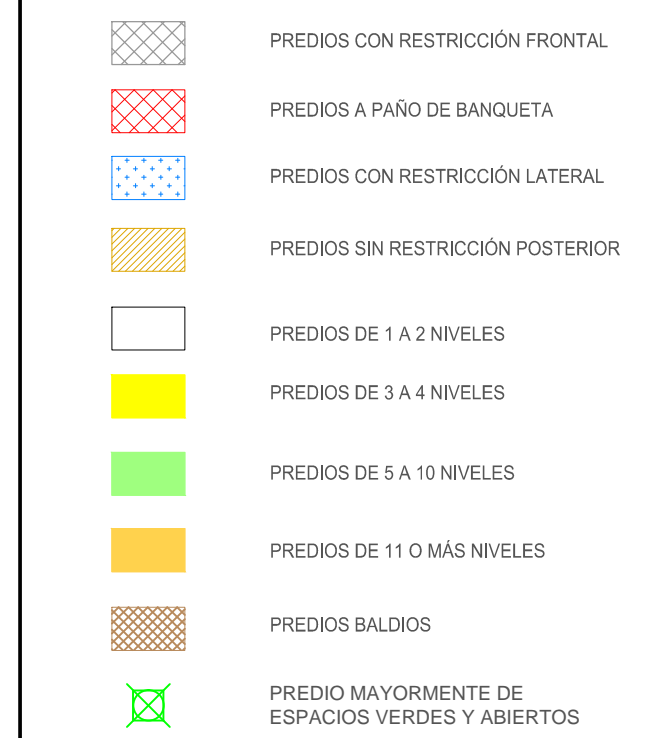 PREDIOS CON RESTRICCIÓN FRONTAL
PREDIOS A PAÑO DE BANQUETA
PREDIOS CON RESTRICCIÓN LATERAL
PREDIOS SIN RESTRICCIÓN POSTERIOR
PREDIOS DE 1 A 2 NIVELES
PREDIOS DE 3 A 4 NIVELES
PREDIOS DE 5 A 10 NIVELES
PREDIOS DE 11 O MÁS NIVELES
PREDIOS BALDIOS
PREDIO MAYORMENTE DE
ESPACIOS VERDES Y ABIERTOS